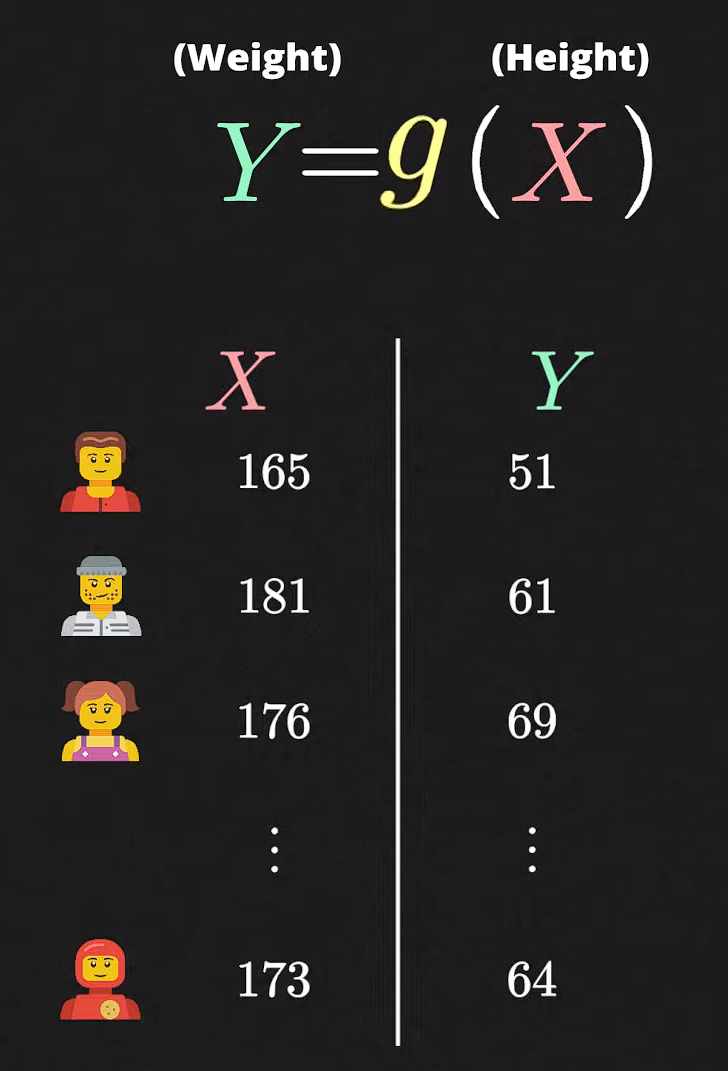 (Weight) (Height)
Y=g(X)
X Y
165 51
181 61
176 69
⋮ ⋮
173 64